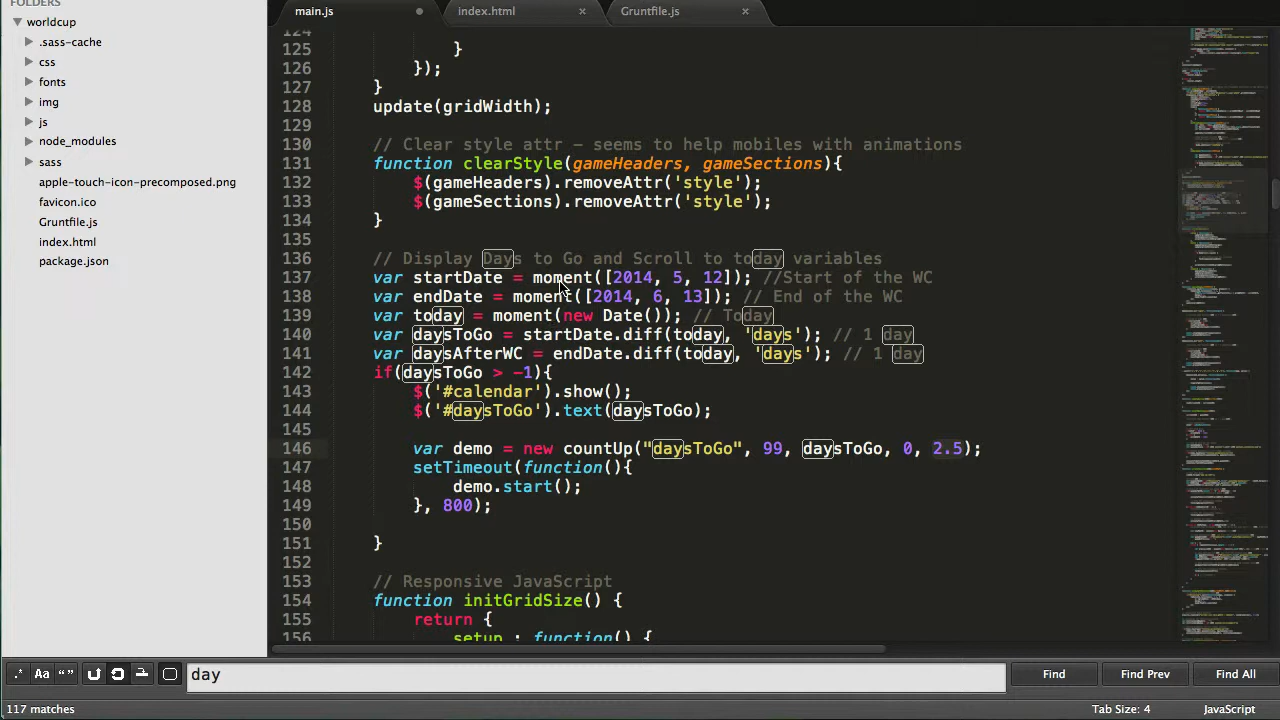 FOLDERS
worldcup
.sass-cache
css
fonts
img
js
node_modules
sass
apple-touch-icon-precomposed.png
favicon.ico
Gruntfile.js
index.html
package.json
main.js
index.html
Gruntfile.js
124
125 }
126 });
127 }
128 update(gridWidth);
129
130 // Clear style attr – seems to help mobiles with animations
131 function clearStyle(gameHeaders, gameSections){
132 $(gameHeaders).removeAttr('style');
133 $(gameSections).removeAttr('style');
134 }
135
136 // Display Days to Go and Scroll to today variables
137 var startDate = moment([2014, 5, 12]); //Start of the WC
138 var endDate = moment([2014, 6, 13]); // End of the WC
139 var today = moment(new Date()); // Today
140 var daysToGo = startDate.diff(today, 'days'); // 1 day
141 var daysAfterWC = endDate.diff(today, 'days'); // 1 day
142 if(daysToGo > -1){
143 $('#calendar').show();
144 $('#daysToGo').text(daysToGo);
145
146 var demo = new countUp("daysToGo", 99, daysToGo, 0, 2.5);
147 setTimeout(function(){
148 demo.start();
149 }, 800);
150
151 }
152
153 // Responsive JavaScript
154 function initGridSize() {
155 return {
156 setup : function() {
.* Aa “”
day
Find
Find Prev
Find All
117 matches
Tab Size: 4
JavaScript